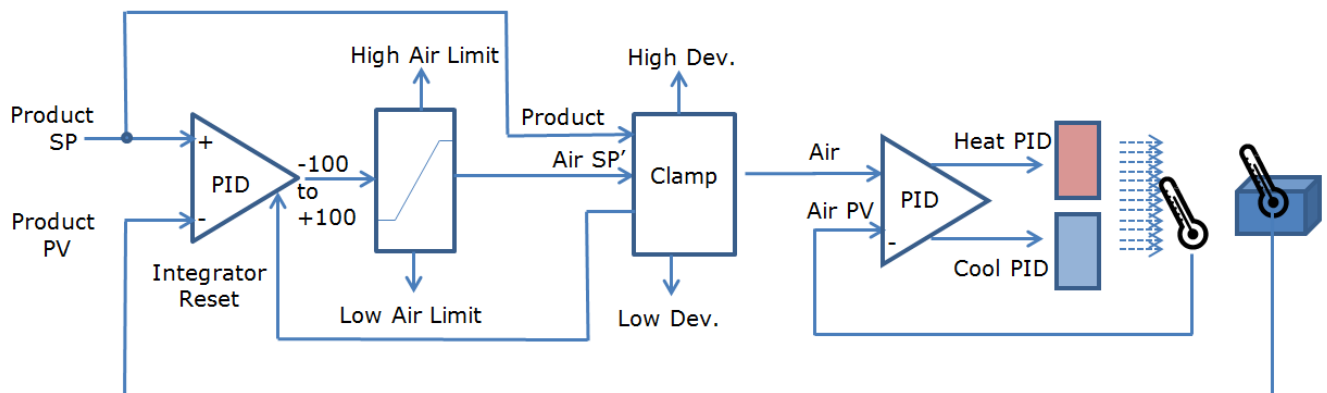 High Air Limit
High Dev.
Product
SP
+
PID
-
-100
to
+100
Product
Air SP’
Clamp
Air
Heat PID
PID
Air PV
-
Cool PID
Product
PV
Integrator
Reset
Low Air Limit
Low Dev.